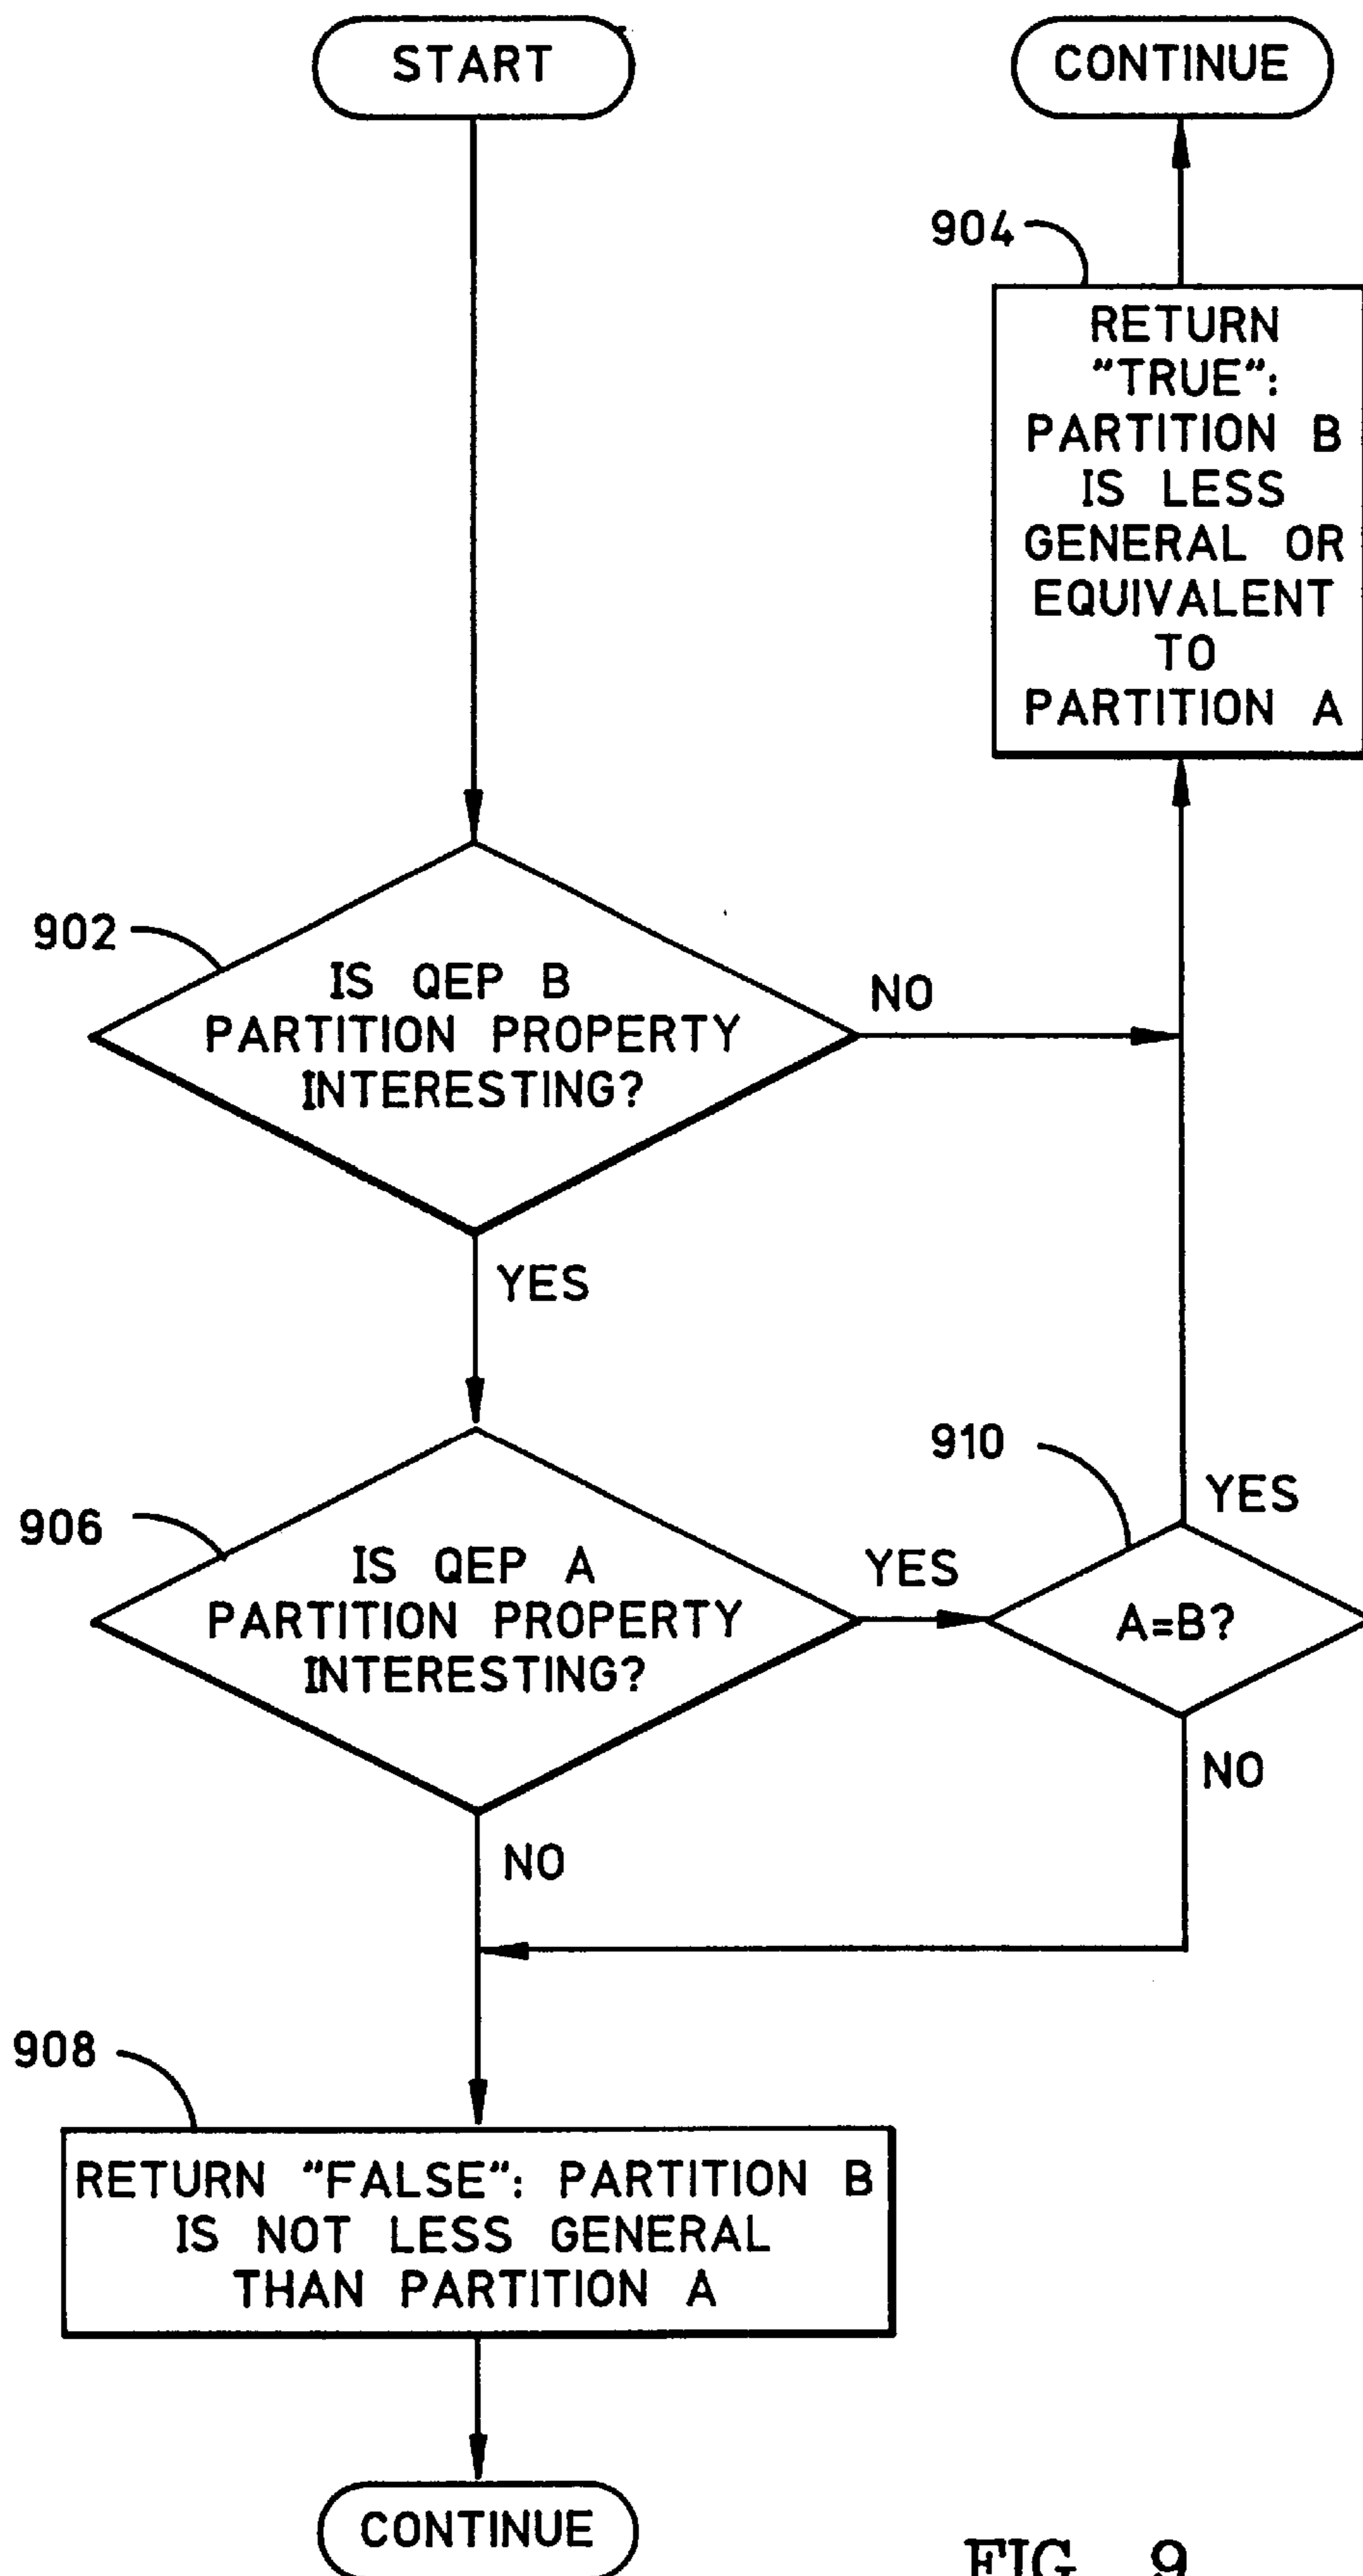 START
CONTINUE
904
RETURN
"TRUE":
PARTITION B
IS LESS
GENERAL OR
EQUIVALENT
TO
PARTITION A
902
IS QEP B
PARTITION PROPERTY
INTERESTING?
NO
YES
906
IS QEP A
PARTITION PROPERTY
INTERESTING?
YES
910
YES
A=B?
NO
NO
908
RETURN "FALSE": PARTITION B
IS NOT LESS GENERAL
THAN PARTITION A
CONTINUE
FIG. 9